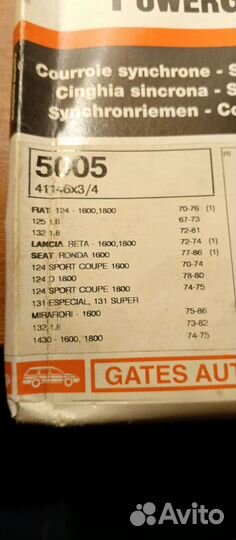 POWERG
Courroie synchrone - S
Cinghia sincrona - S
Synchronriemen - Co
5005
41146x3/4
(1)
FIAT 124 - 1600,1800 70-76 (1)
125 1.6 67-73
132 1.8 72-81
LANCIA BETA - 1600,1800 72-74 (1)
SEAT RONDA 1600 77-86 (1)
124 SPORT COUPE 1600 70-74
124 D 1800 78-80
124 SPORT COUPE 1800 74-75
131 ESPECIAL, 131 SUPER
MIRAFIORI - 1600 75-86
132 1.8 73-82
1430 - 1600, 1800 74-75
GATES AUT
Avito